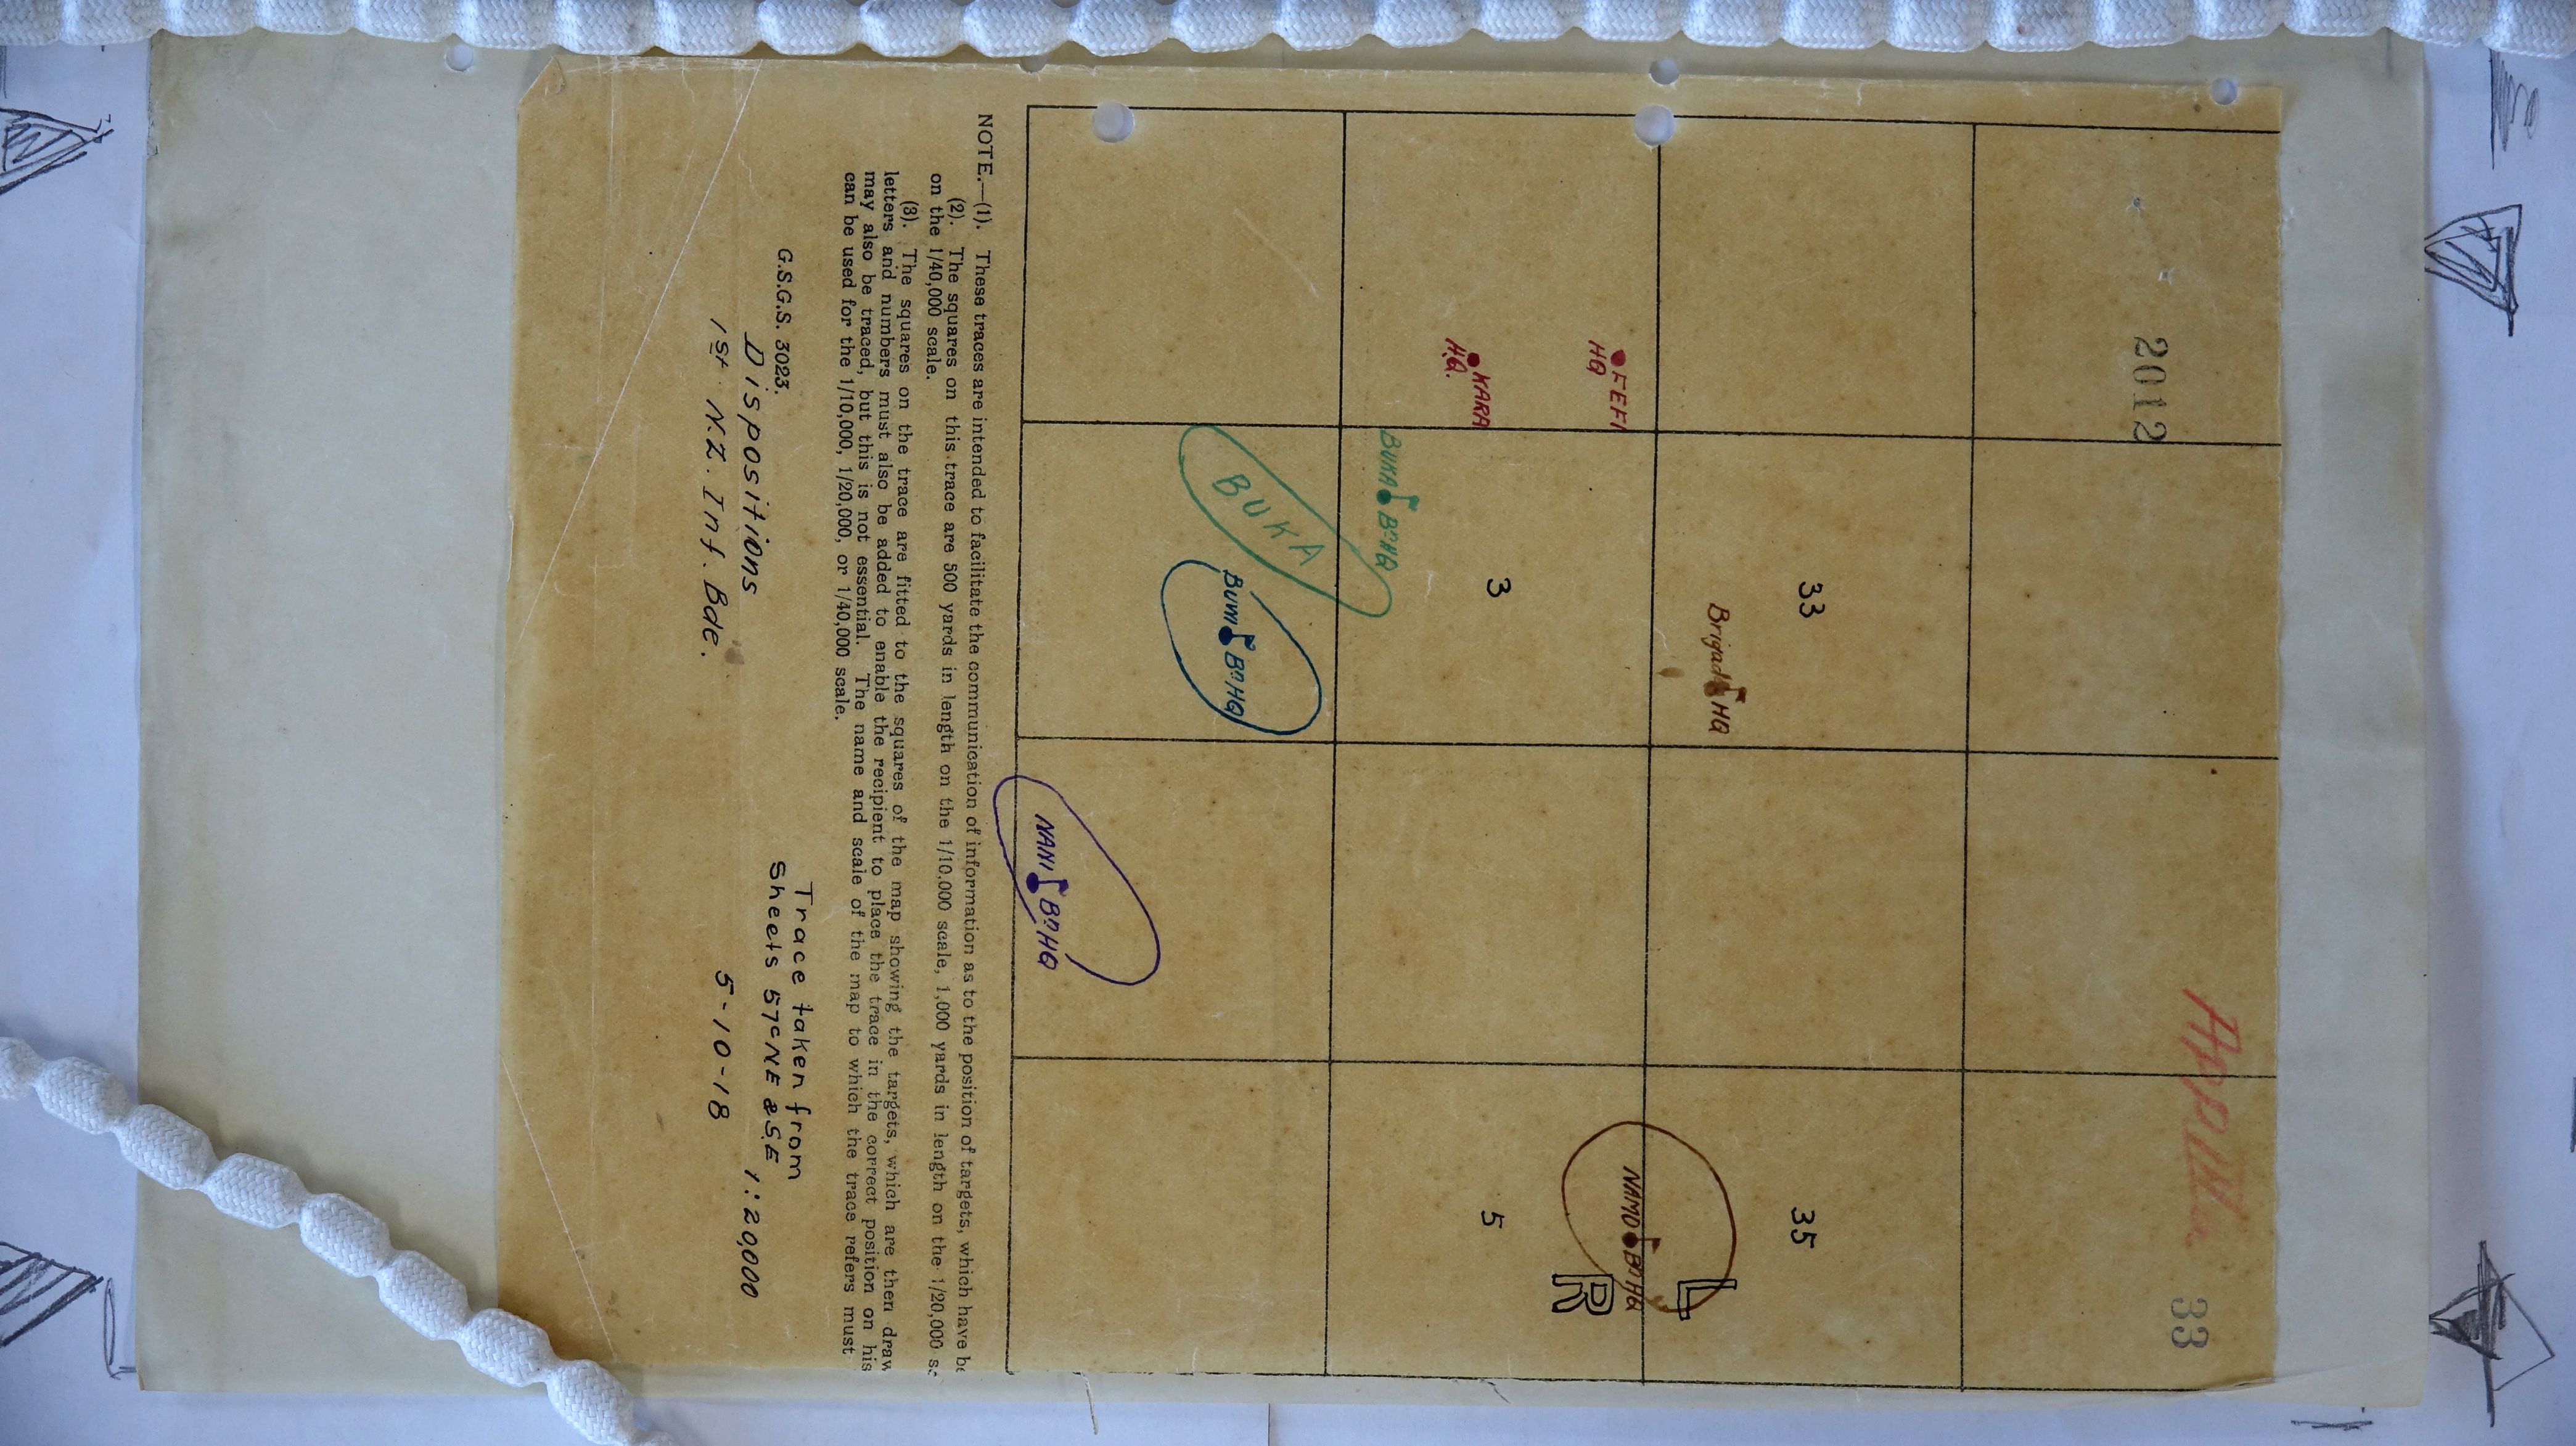 2012
Appendix
33
33
35
Brigade HQ
L
FEFI
HQ
NAMO Bn HQ
R
3
5
KARA
H.Q.
BUKA Bn HQ
BUKA
BUMI Bn HQ
NANI Bn HQ
NOTE.—(1). These traces are intended to facilitate the communication of information as to the position of targets, which have be
(2). The squares on this trace are 500 yards in length on the 1/10,000 scale, 1,000 yards in length on the 1/20,000 sc
on the 1/40,000 scale.
(3). The squares on the trace are fitted to the squares of the map showing the targets, which are then draw
letters and numbers must also be added to enable the recipient to place the trace in the correct position on his
may also be traced, but this is not essential. The name and scale of the map to which the trace refers must
can be used for the 1/10,000, 1/20,000, or 1/40,000 scale.
G.S.G.S. 3023.
Trace taken from
Sheets 57c NE & S.E 1:20,000
Dispositions
1st N.Z. Inf. Bde.
5-10-18